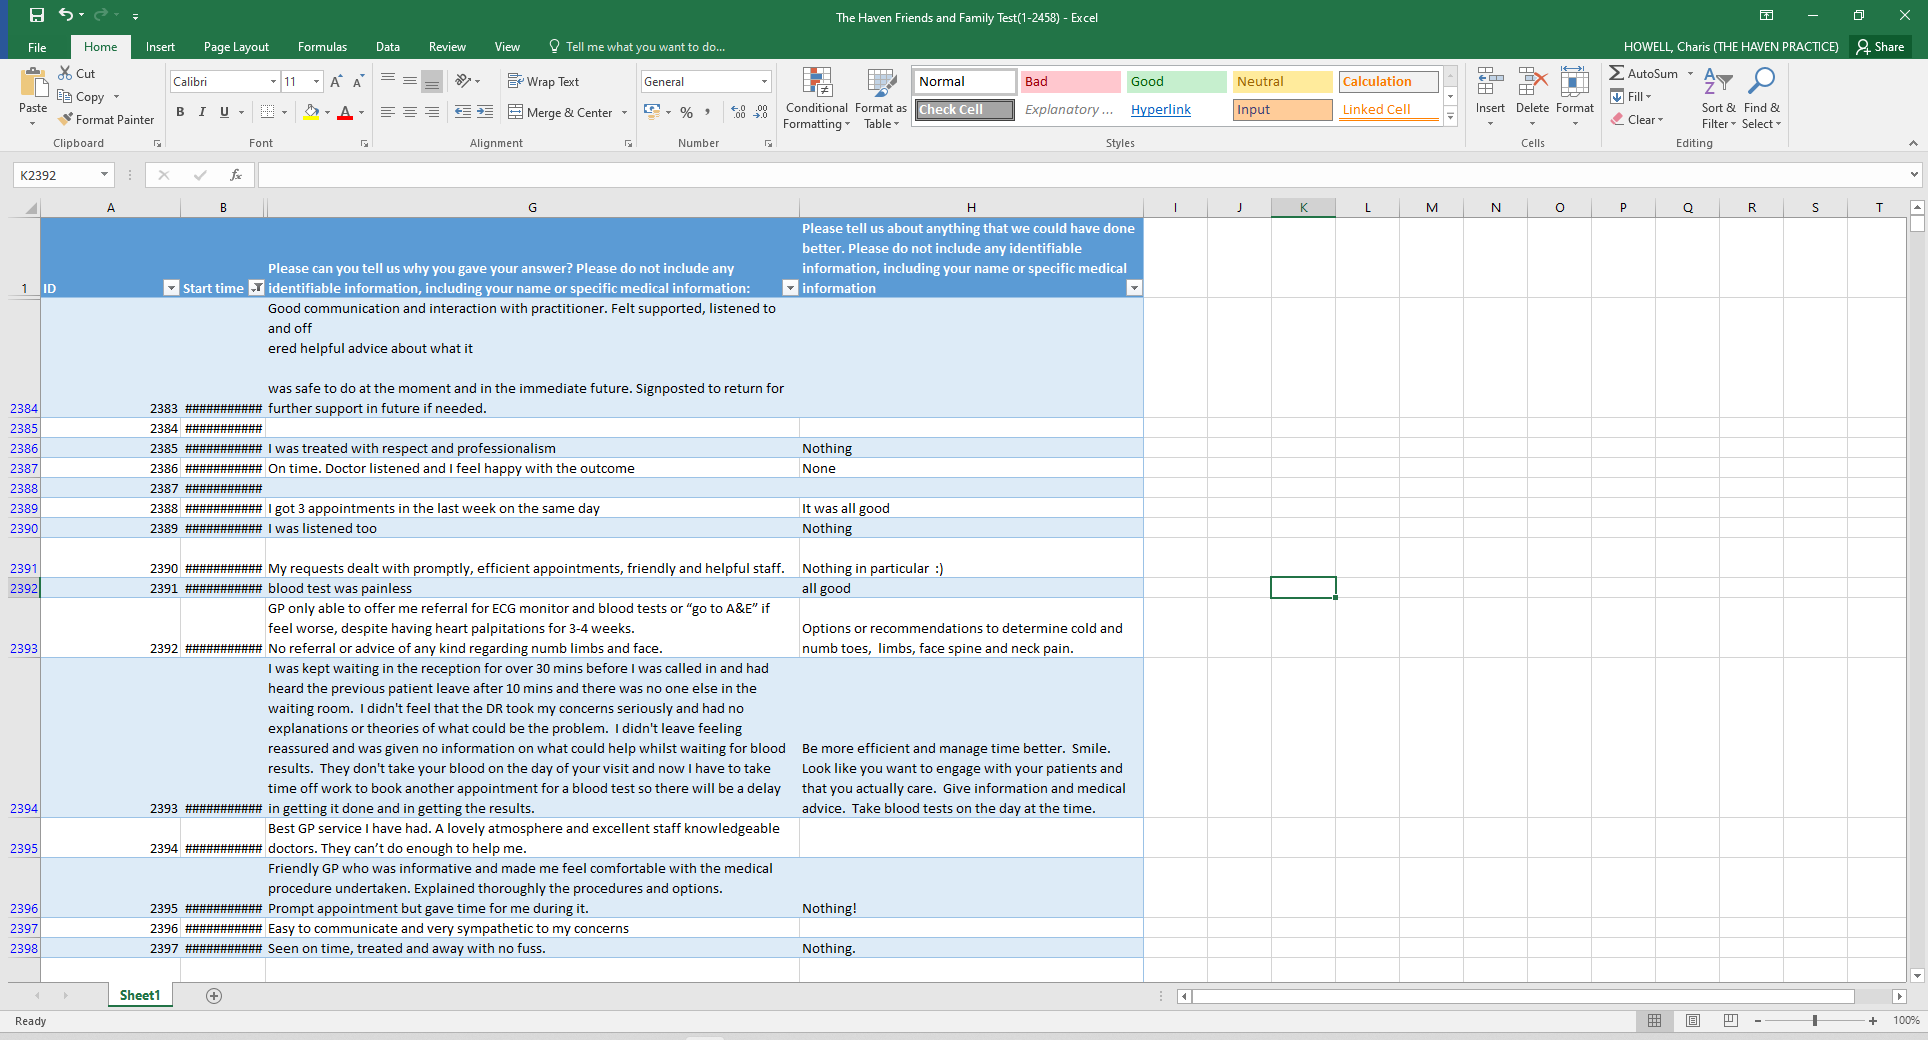 The Haven Friends and Family Test(1-2458) - Excel
File Home Insert Page Layout Formulas Data Review View Tell me what you want to do...
HOWELL, Charis (THE HAVEN PRACTICE) Share
Paste
Cut
Copy
Format Painter
Clipboard
Calibri 11 A A
B I U A
Font
Wrap Text
Merge & Center
Alignment
General
% ,
Number
Conditional Formatting
Format as Table
Normal Bad Good Neutral Calculation
Check Cell Explanatory ... Hyperlink Input Linked Cell
Styles
Insert Delete Format
Cells
AutoSum
Fill
Clear
Sort & Filter
Find & Select
Editing
K2392 fx
A B G H I J K L M N O P Q R S T
1 ID Start time
Please can you tell us why you gave your answer? Please do not include any
identifiable information, including your name or specific medical information:
Please tell us about anything that we could have done
better. Please do not include any identifiable
information, including your name or specific medical
information
Good communication and interaction with practitioner. Felt supported, listened to
and off
ered helpful advice about what it
was safe to do at the moment and in the immediate future. Signposted to return for
2384 2383 ########### further support in future if needed.
2385 2384 ###########
2386 2385 ########### I was treated with respect and professionalism Nothing
2387 2386 ########### On time. Doctor listened and I feel happy with the outcome None
2388 2387 ###########
2389 2388 ########### I got 3 appointments in the last week on the same day It was all good
2390 2389 ########### I was listened too Nothing
2391 2390 ########### My requests dealt with promptly, efficient appointments, friendly and helpful staff. Nothing in particular :)
2392 2391 ########### blood test was painless all good
GP only able to offer me referral for ECG monitor and blood tests or “go to A&E” if
feel worse, despite having heart palpitations for 3-4 weeks. Options or recommendations to determine cold and
2393 2392 ########### No referral or advice of any kind regarding numb limbs and face. numb toes, limbs, face spine and neck pain.
I was kept waiting in the reception for over 30 mins before I was called in and had
heard the previous patient leave after 10 mins and there was no one else in the
waiting room. I didn't feel that the DR took my concerns seriously and had no
explanations or theories of what could be the problem. I didn't leave feeling
reassured and was given no information on what could help whilst waiting for blood Be more efficient and manage time better. Smile.
results. They don't take your blood on the day of your visit and now I have to take Look like you want to engage with your patients and
time off work to book another appointment for a blood test so there will be a delay that you actually care. Give information and medical
2394 2393 ########### in getting it done and in getting the results. advice. Take blood tests on the day at the time.
Best GP service I have had. A lovely atmosphere and excellent staff knowledgeable
2395 2394 ########### doctors. They can’t do enough to help me.
Friendly GP who was informative and made me feel comfortable with the medical
procedure undertaken. Explained thoroughly the procedures and options.
2396 2395 ########### Prompt appointment but gave time for me during it. Nothing!
2397 2396 ########### Easy to communicate and very sympathetic to my concerns
2398 2397 ########### Seen on time, treated and away with no fuss. Nothing.
Sheet1
Ready 100%